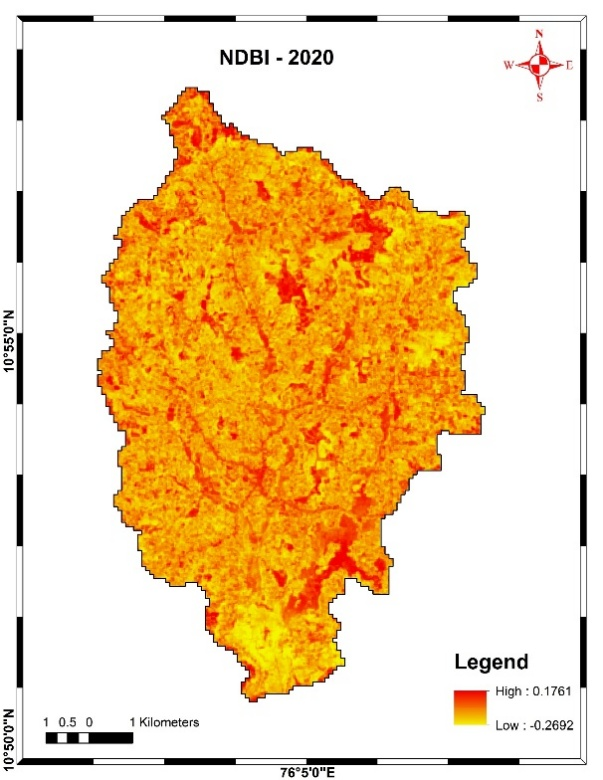 NDBI - 2020
N
W E
S
10°55'0"N
Legend
High : 0.1761
Low : -0.2692
1 0.5 0 1 Kilometers
10°50'0"N
76°5'0"E